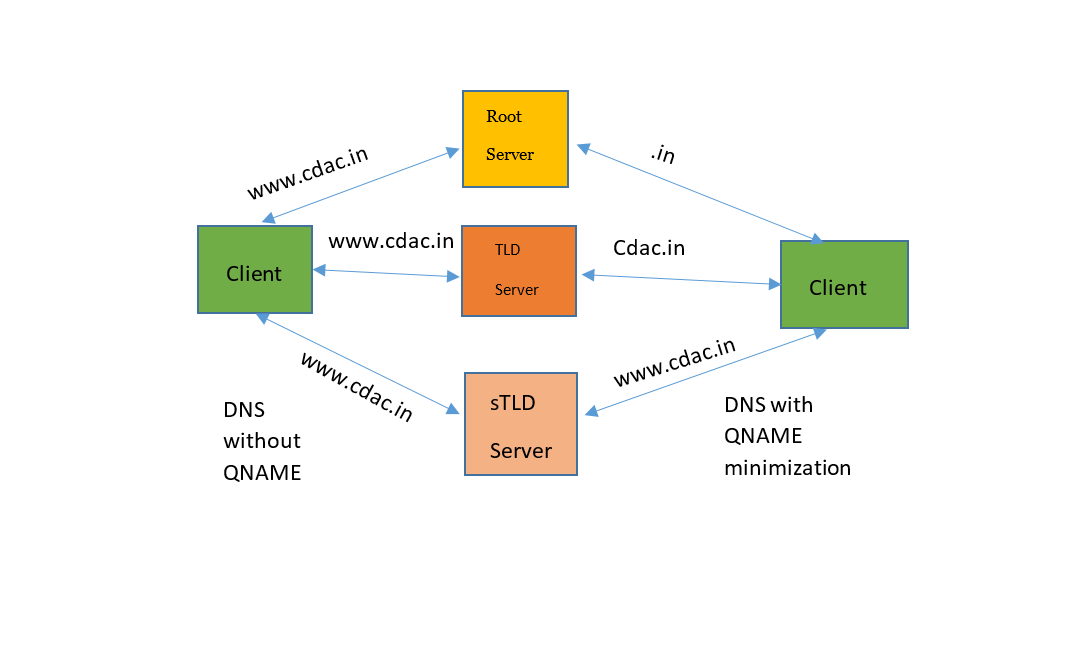 Root
Server
www.cdac.in
.in
Client
www.cdac.in
TLD
Server
Cdac.in
Client
www.cdac.in
sTLD
Server
www.cdac.in
DNS
without
QNAME
DNS with
QNAME
minimization